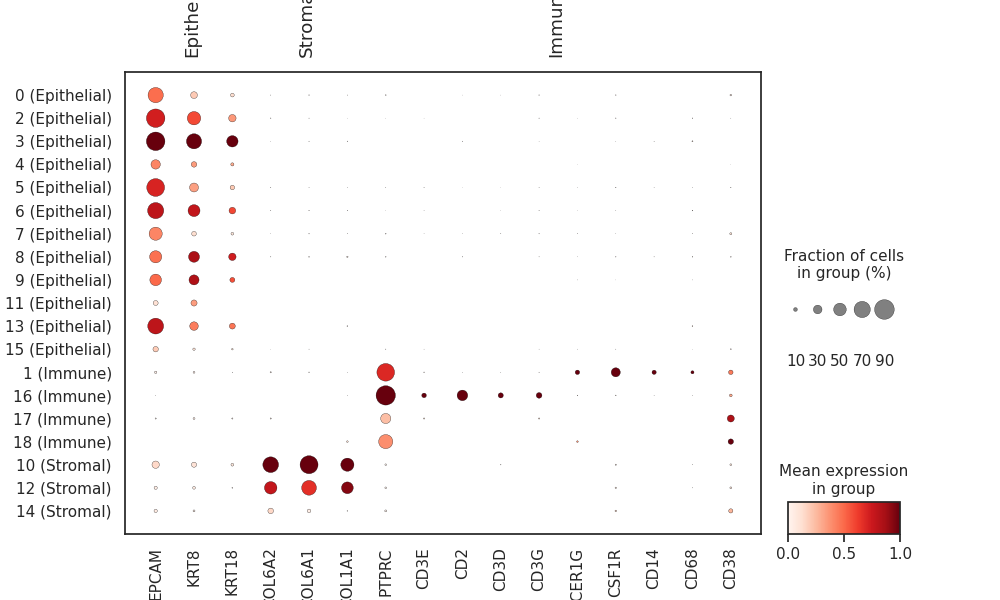 Epithe
Stroma
Immun
0 (Epithelial)
2 (Epithelial)
3 (Epithelial)
4 (Epithelial)
5 (Epithelial)
6 (Epithelial)
7 (Epithelial)
8 (Epithelial)
9 (Epithelial)
11 (Epithelial)
13 (Epithelial)
15 (Epithelial)
1 (Immune)
16 (Immune)
17 (Immune)
18 (Immune)
10 (Stromal)
12 (Stromal)
14 (Stromal)
EPCAM
KRT8
KRT18
OL6A2
OL6A1
OL1A1
PTPRC
CD3E
CD2
CD3D
CD3G
CER1G
CSF1R
CD14
CD68
CD38
Fraction of cells
in group (%)
10 30 50 70 90
Mean expression
in group
0.0 0.5 1.0